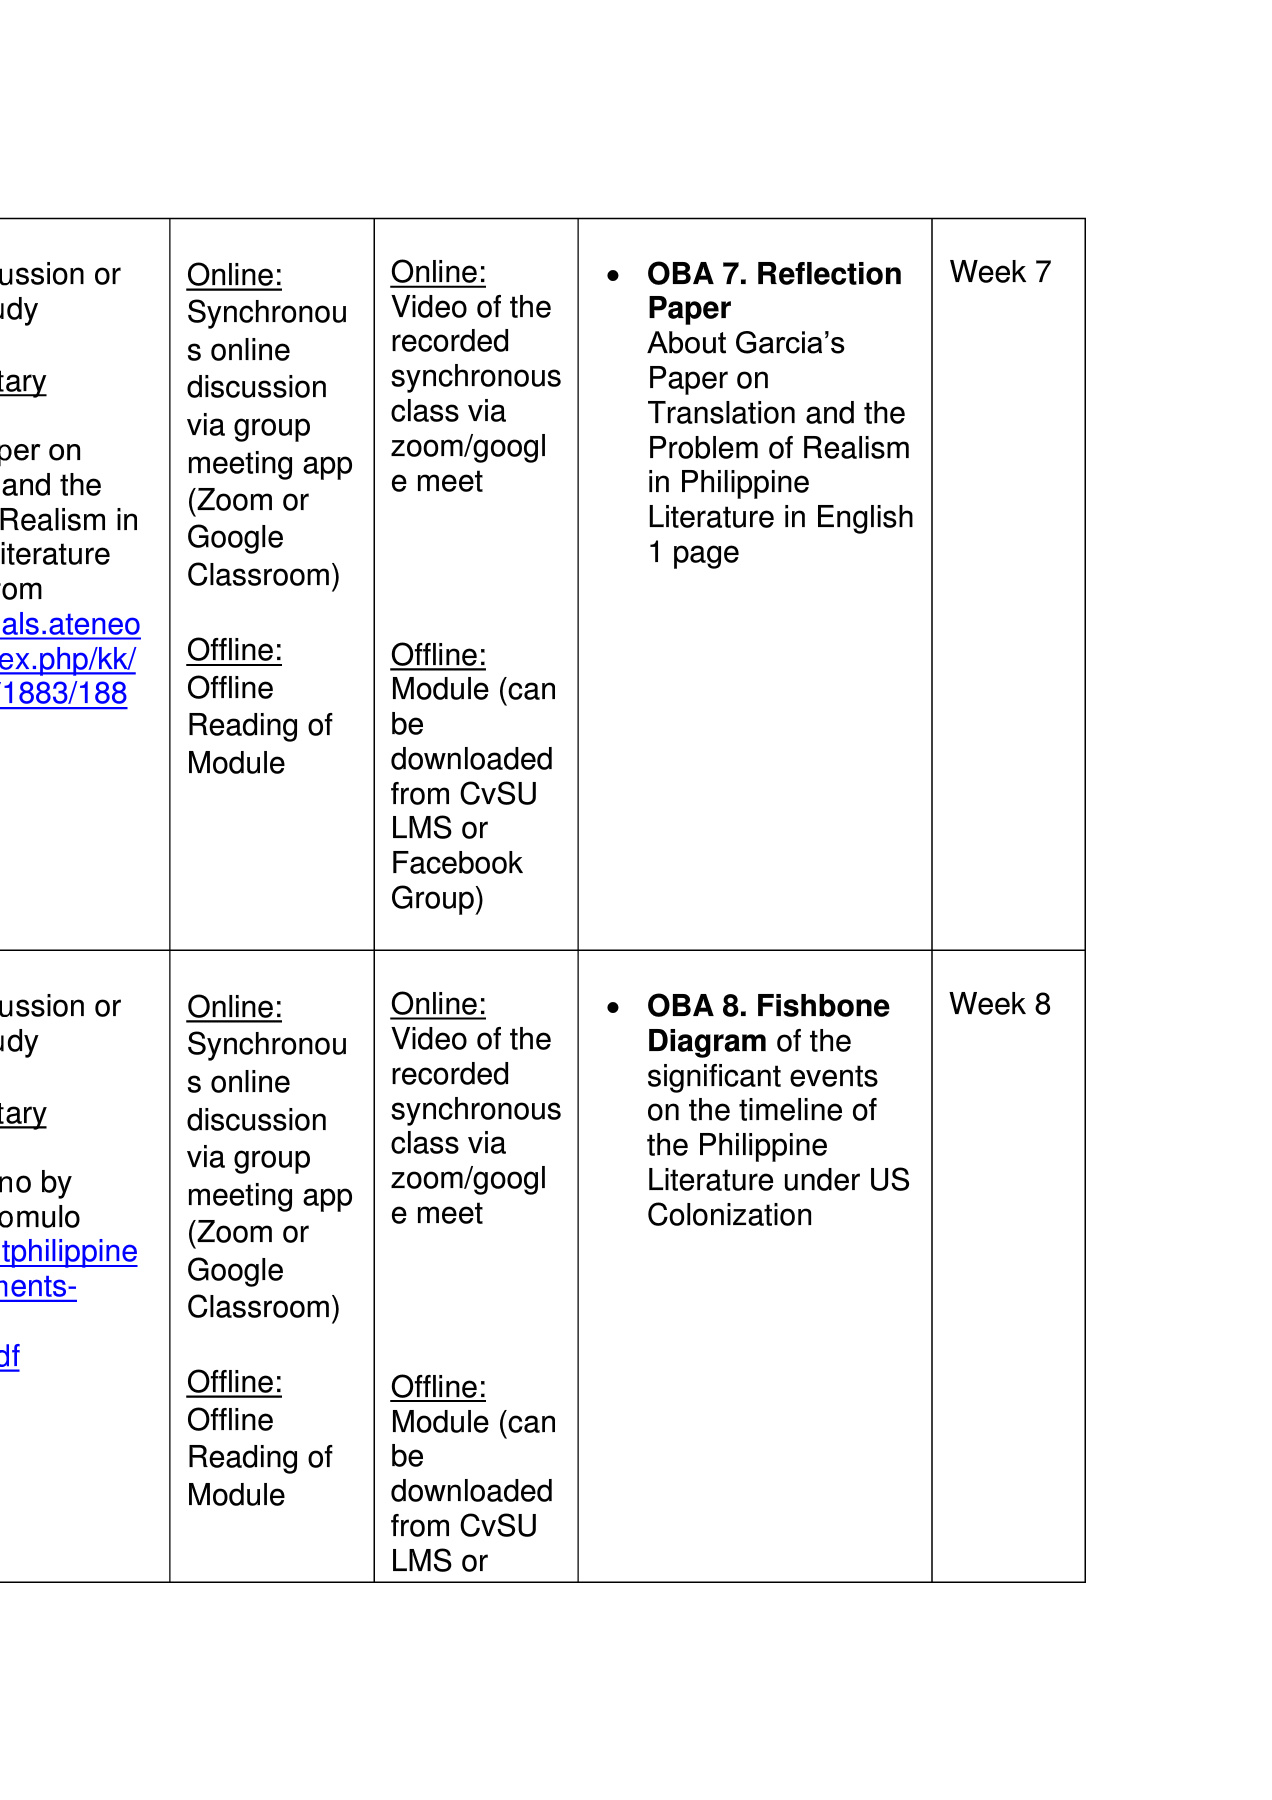 ussion or
udy
tary
per on
and the
Realism in
iterature
rom
als.ateneo
ex.php/kk/
/1883/188
Online:
Synchronou
s online
discussion
via group
meeting app
(Zoom or
Google
Classroom)
Offline:
Offline
Reading of
Module
Online:
Video of the
recorded
synchronous
class via
zoom/googl
e meet
Offline:
Module (can
be
downloaded
from CvSU
LMS or
Facebook
Group)
• OBA 7. Reflection
Paper
About Garcia’s
Paper on
Translation and the
Problem of Realism
in Philippine
Literature in English
1 page
Week 7
ussion or
udy
tary
no by
omulo
tphilippine
ments-
df
Online:
Synchronou
s online
discussion
via group
meeting app
(Zoom or
Google
Classroom)
Offline:
Offline
Reading of
Module
Online:
Video of the
recorded
synchronous
class via
zoom/googl
e meet
Offline:
Module (can
be
downloaded
from CvSU
LMS or
• OBA 8. Fishbone
Diagram of the
significant events
on the timeline of
the Philippine
Literature under US
Colonization
Week 8